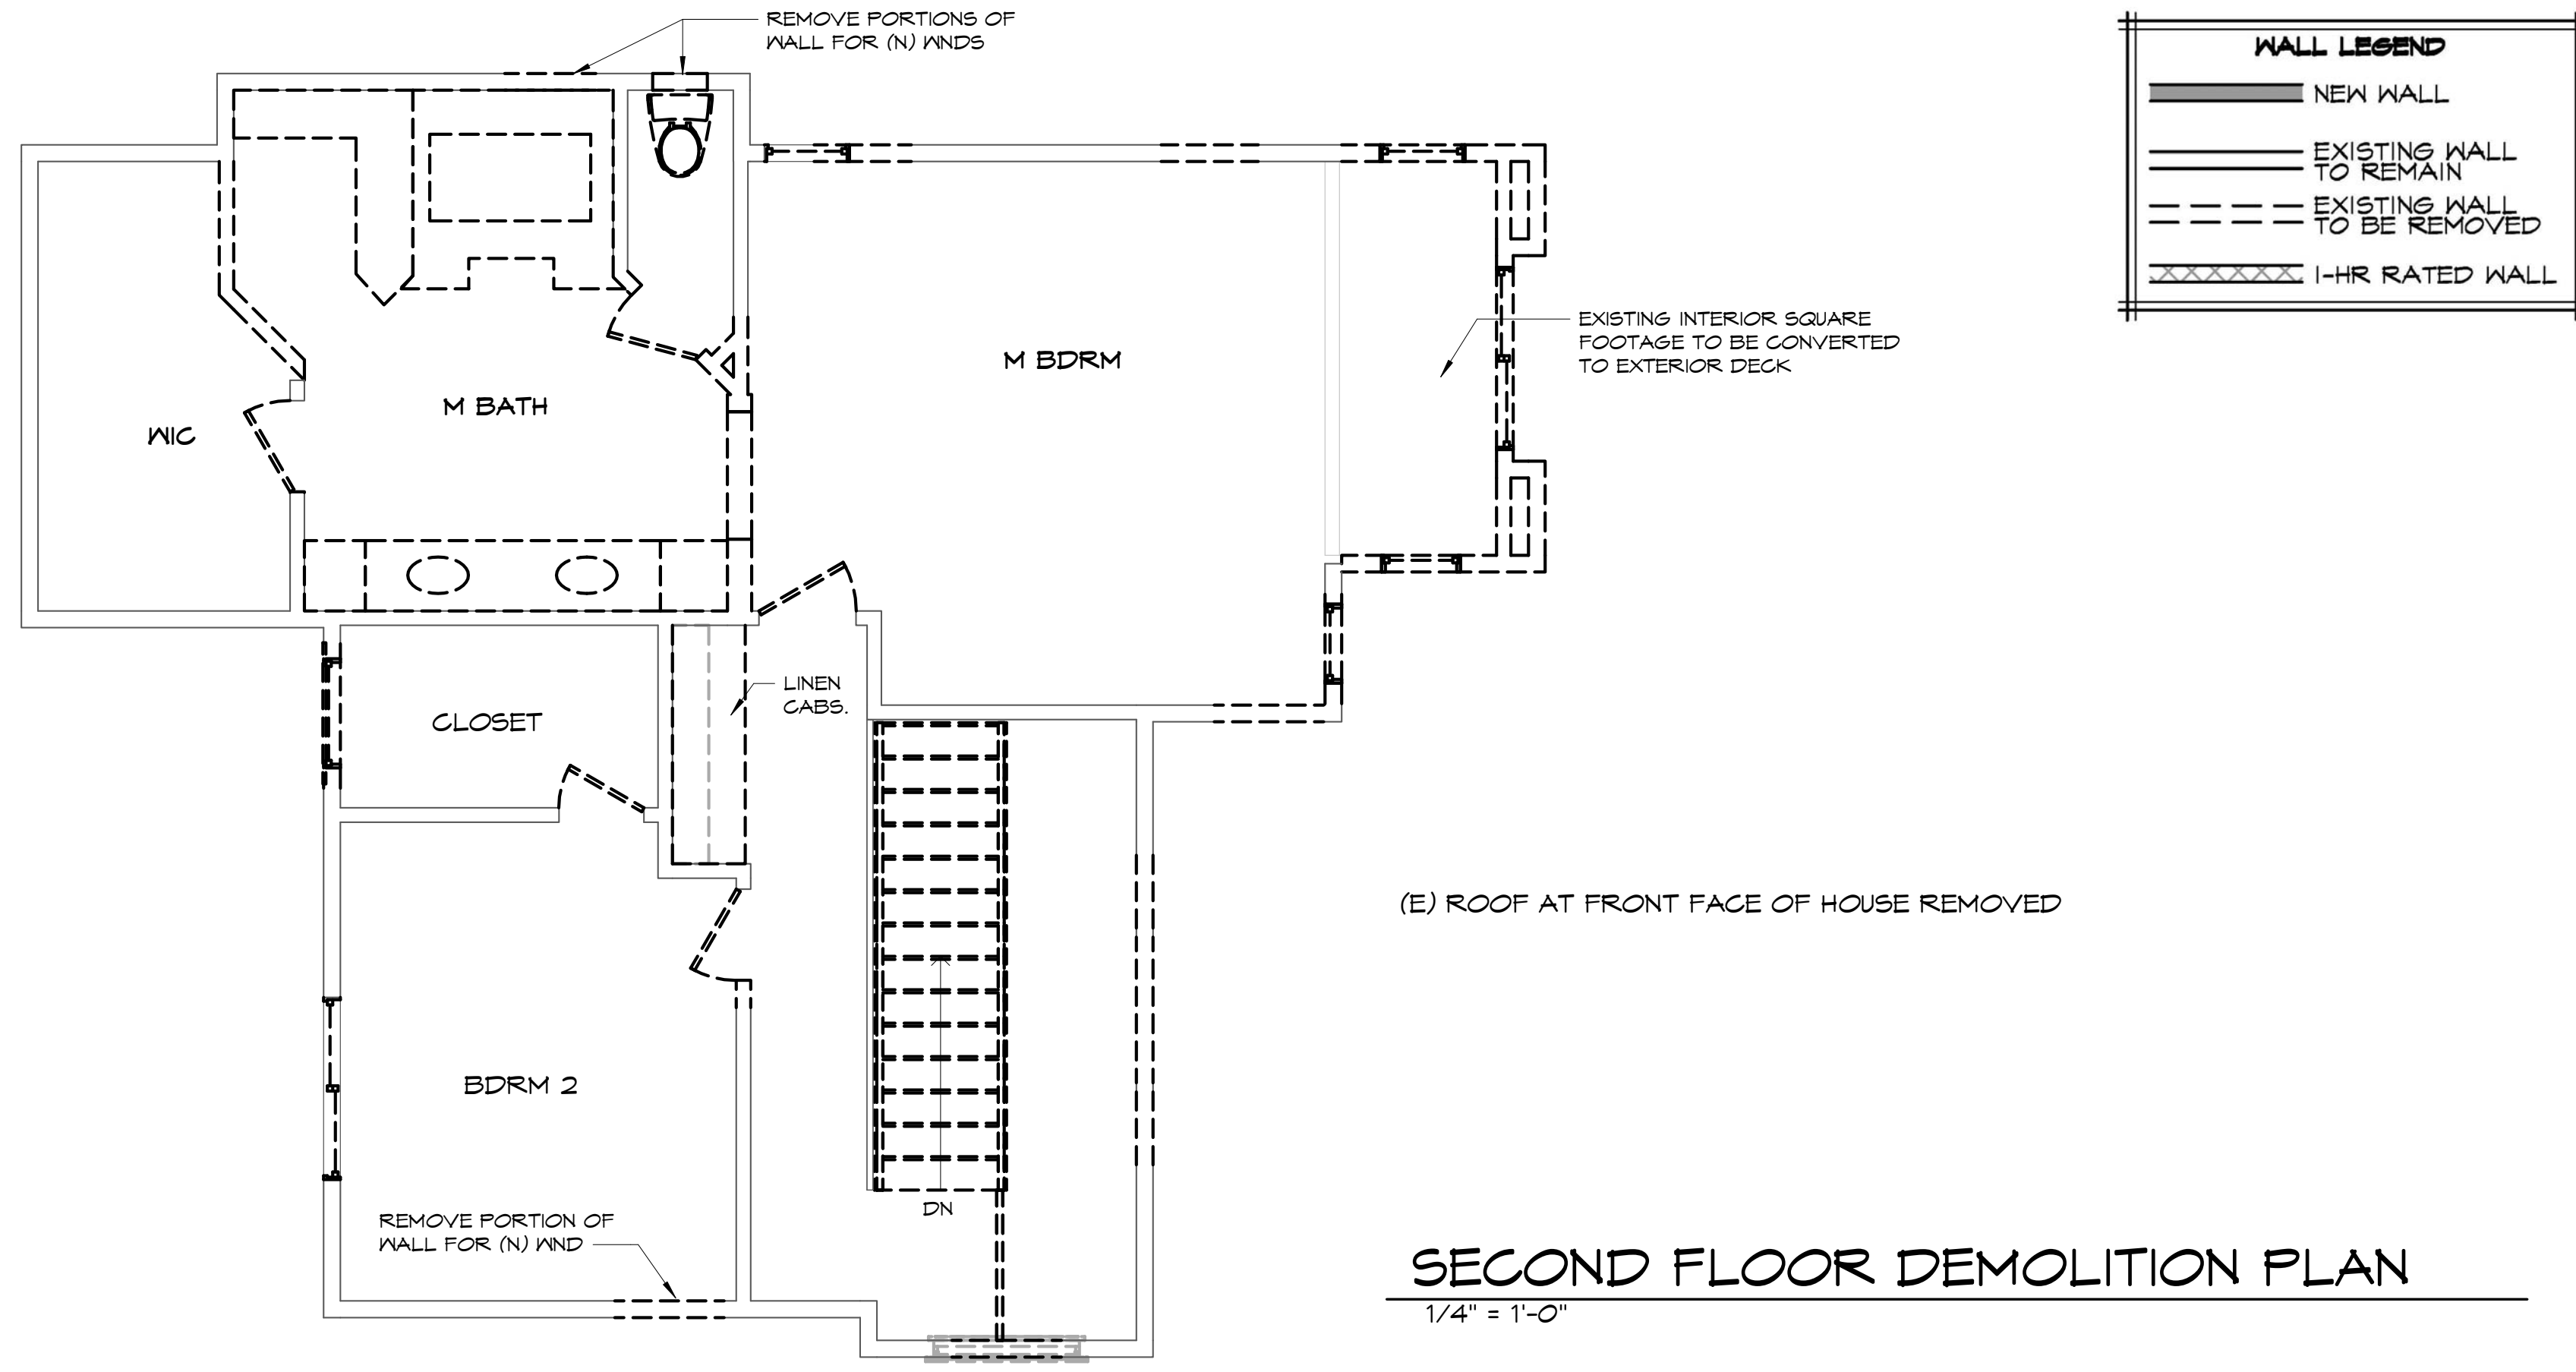 REMOVE PORTIONS OF
WALL FOR (N) WNDS
WALL LEGEND
NEW WALL
EXISTING WALL
TO REMAIN
EXISTING WALL
TO BE REMOVED
1-HR RATED WALL
EXISTING INTERIOR SQUARE
FOOTAGE TO BE CONVERTED
TO EXTERIOR DECK
M BDRM
M BATH
WIC
LINEN
CABS.
CLOSET
(E) ROOF AT FRONT FACE OF HOUSE REMOVED
BDRM 2
DN
REMOVE PORTION OF
WALL FOR (N) WND
SECOND FLOOR DEMOLITION PLAN
1/4" = 1'-0"